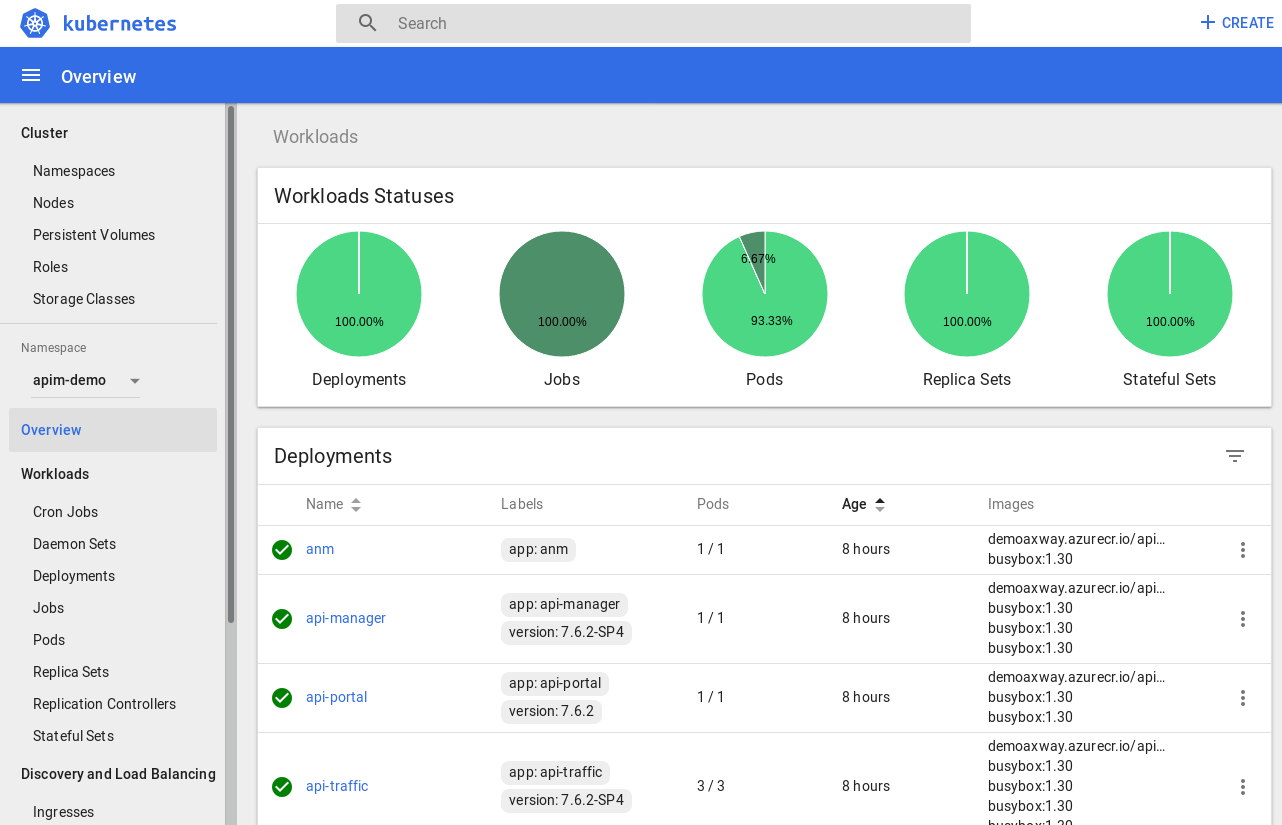 kubernetes
Search
CREATE
Overview
Cluster
Namespaces
Nodes
Persistent Volumes
Roles
Storage Classes
Namespace
apim-demo
Overview
Workloads
Cron Jobs
Daemon Sets
Deployments
Jobs
Pods
Replica Sets
Replication Controllers
Stateful Sets
Discovery and Load Balancing
Ingresses
Workloads
Workloads Statuses
100.00%
100.00%
6.67%
93.33%
100.00%
100.00%
Deployments
Jobs
Pods
Replica Sets
Stateful Sets
Deployments
Name
Labels
Pods
Age
Images
anm
app: anm
1 / 1
8 hours
demoaxway.azurecr.io/api…
busybox:1.30
api-manager
app: api-manager
version: 7.6.2-SP4
1 / 1
8 hours
demoaxway.azurecr.io/api…
busybox:1.30
busybox:1.30
busybox:1.30
api-portal
app: api-portal
version: 7.6.2
1 / 1
8 hours
demoaxway.azurecr.io/api…
busybox:1.30
busybox:1.30
api-traffic
app: api-traffic
version: 7.6.2-SP4
3 / 3
8 hours
demoaxway.azurecr.io/api…
busybox:1.30
busybox:1.30
busybox:1.30